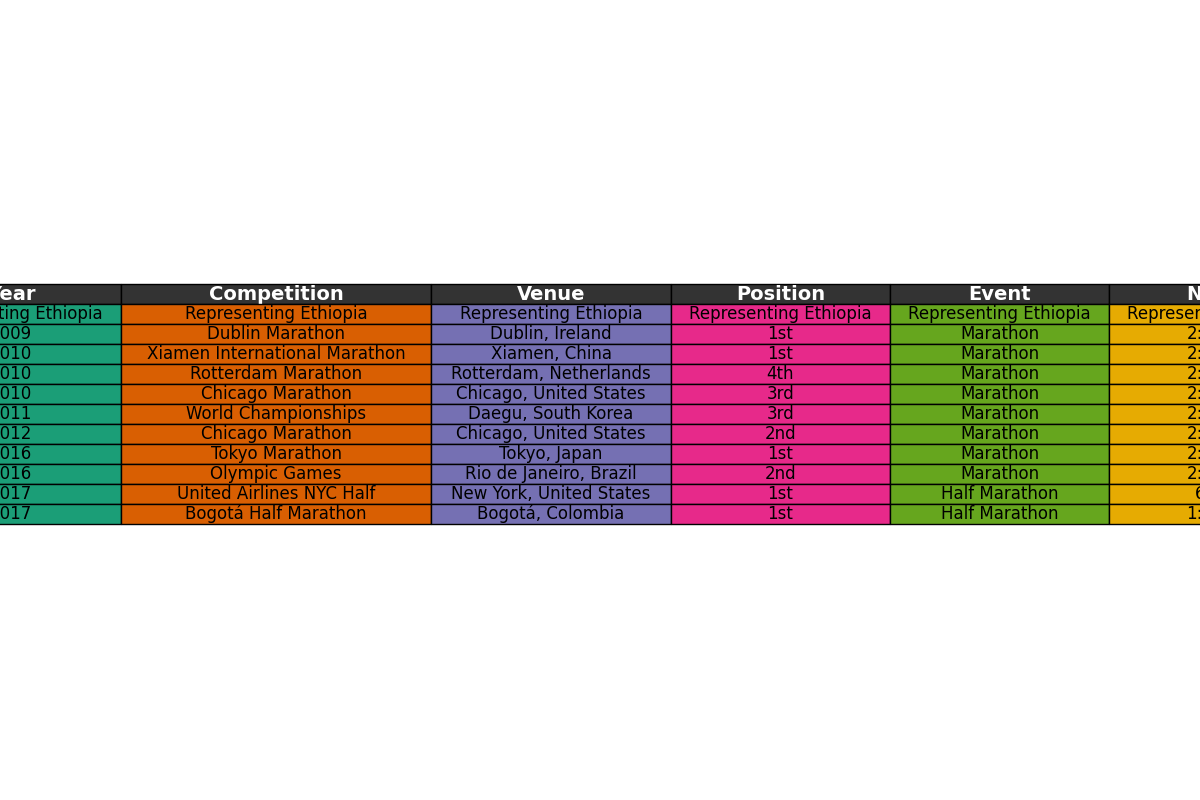 Year Competition Venue Position Event
Representing Ethiopia Representing Ethiopia Representing Ethiopia Representing Ethiopia
009 Dublin Marathon Dublin, Ireland 1st Marathon 2:
010 Xiamen International Marathon Xiamen, China 1st Marathon 2:
010 Rotterdam Marathon Rotterdam, Netherlands 4th Marathon 2:
010 Chicago Marathon Chicago, United States 3rd Marathon 2:
011 World Championships Daegu, South Korea 3rd Marathon 2:
012 Chicago Marathon Chicago, United States 2nd Marathon 2:
016 Tokyo Marathon Tokyo, Japan 1st Marathon 2:
016 Olympic Games Rio de Janeiro, Brazil 2nd Marathon 2:
017 United Airlines NYC Half New York, United States 1st Half Marathon 6
017 Bogotá Half Marathon Bogotá, Colombia 1st Half Marathon 1: